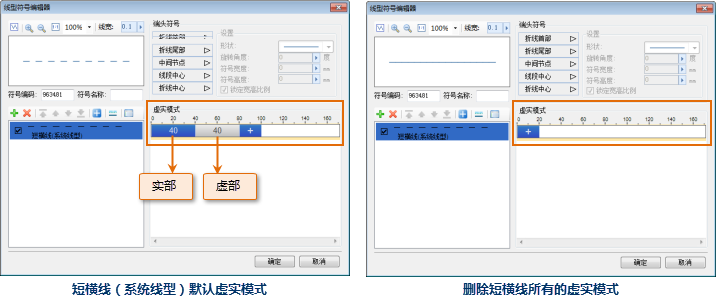 线型符号编辑器
100%
线宽:
0.1
端头符号
折线首部
折线尾部
中间节点
线段中心
折线中心
设置
形状:
旋转角度:
0
度
符号宽度:
0
mm
符号高度:
0
mm
锁定宽高比例
符号编码:
963481
符号名称:
短横线(系统线型)
虚实模式
0 20 40 60 80 100 120 140 160
40 40 +
实部
虚部
确定
取消
短横线（系统线型）默认虚实模式
线型符号编辑器
100%
线宽:
0.1
端头符号
折线首部
折线尾部
中间节点
线段中心
折线中心
设置
形状:
旋转角度:
0
度
符号宽度:
0
mm
符号高度:
0
mm
锁定宽高比例
符号编码:
963481
符号名称:
短横线(系统线型)
虚实模式
0 20 40 60 80 100 120 140 160
+
确定
取消
删除短横线所有的虚实模式